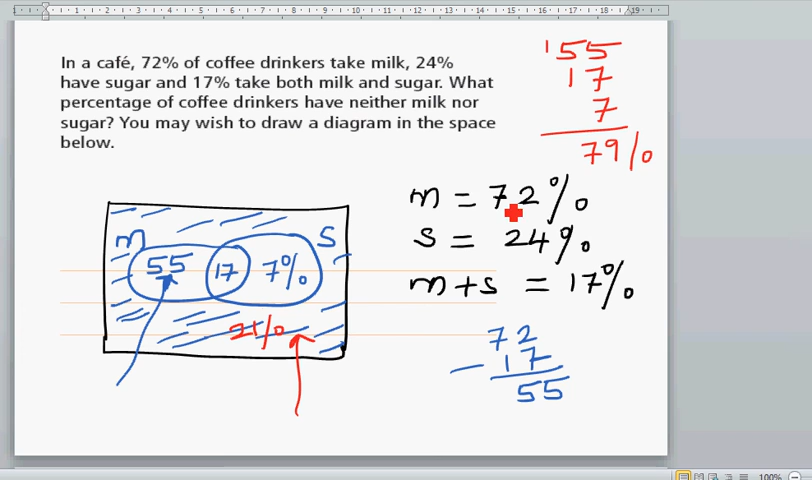 In a café, 72% of coffee drinkers take milk, 24%
have sugar and 17% take both milk and sugar. What
percentage of coffee drinkers have neither milk nor
sugar? You may wish to draw a diagram in the space
below.
155
17
7
79%
m = 72%
s = 24%
m+s = 17%
m S
55 17 7%
21%
72
- 17
55
100%